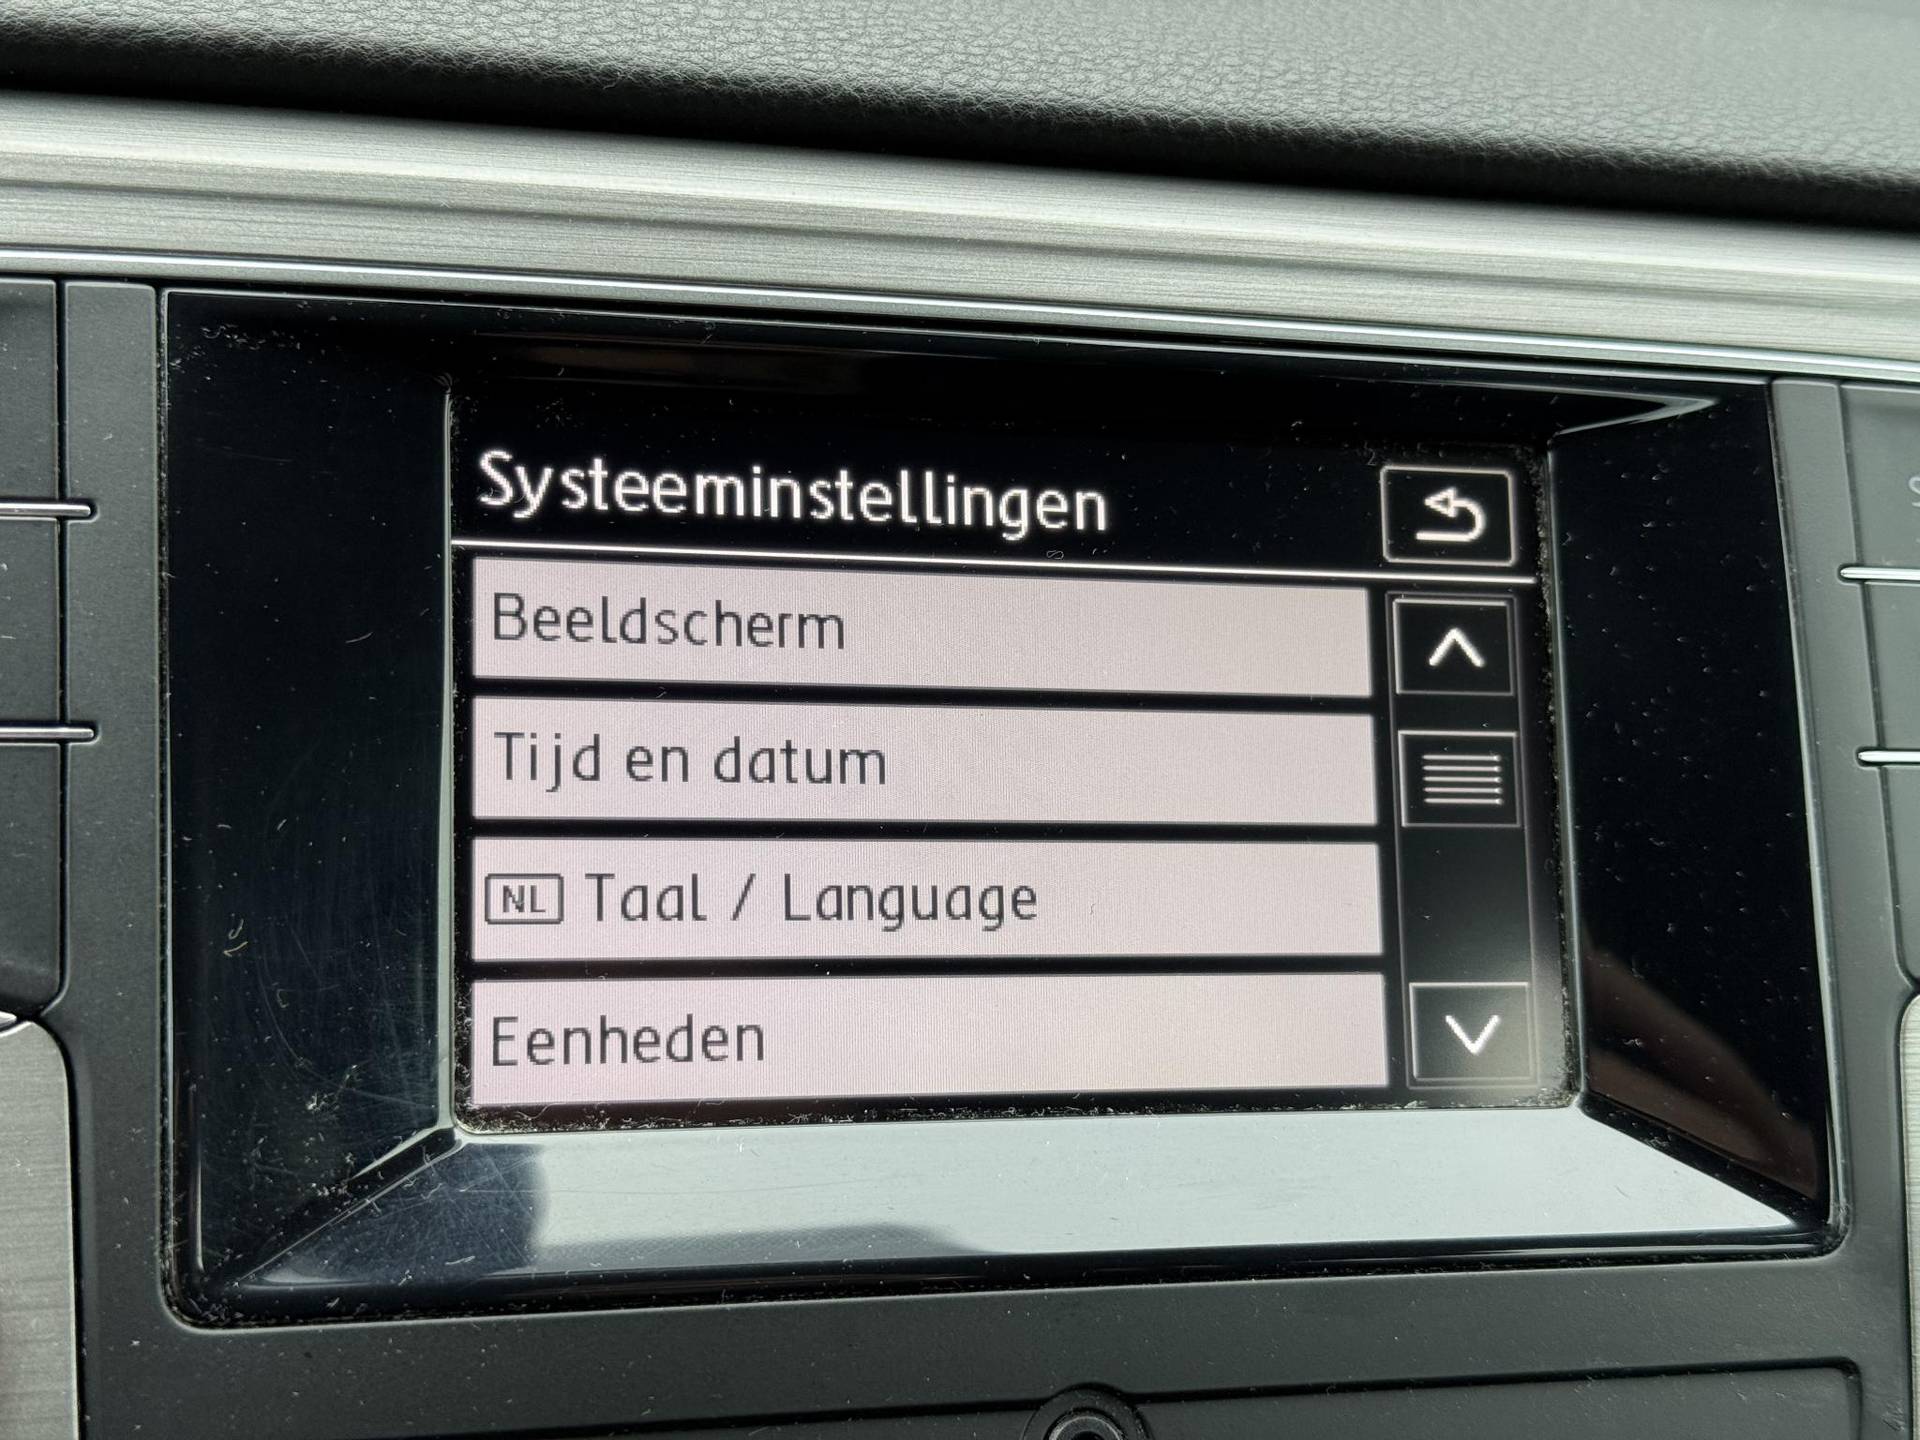 Systeeminstellingen
Beeldscherm
Tijd en datum
NL Taal / Language
Eenheden